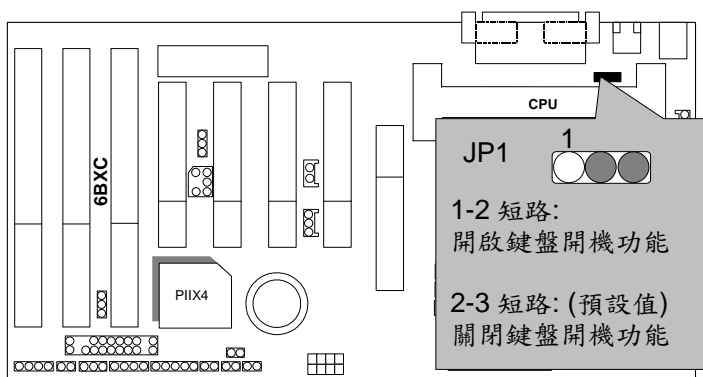 CPU
6BXC
PIIX4
JP1
1
1-2 短路:
開啟鍵盤開機功能
2-3 短路: (預設值)
關閉鍵盤開機功能